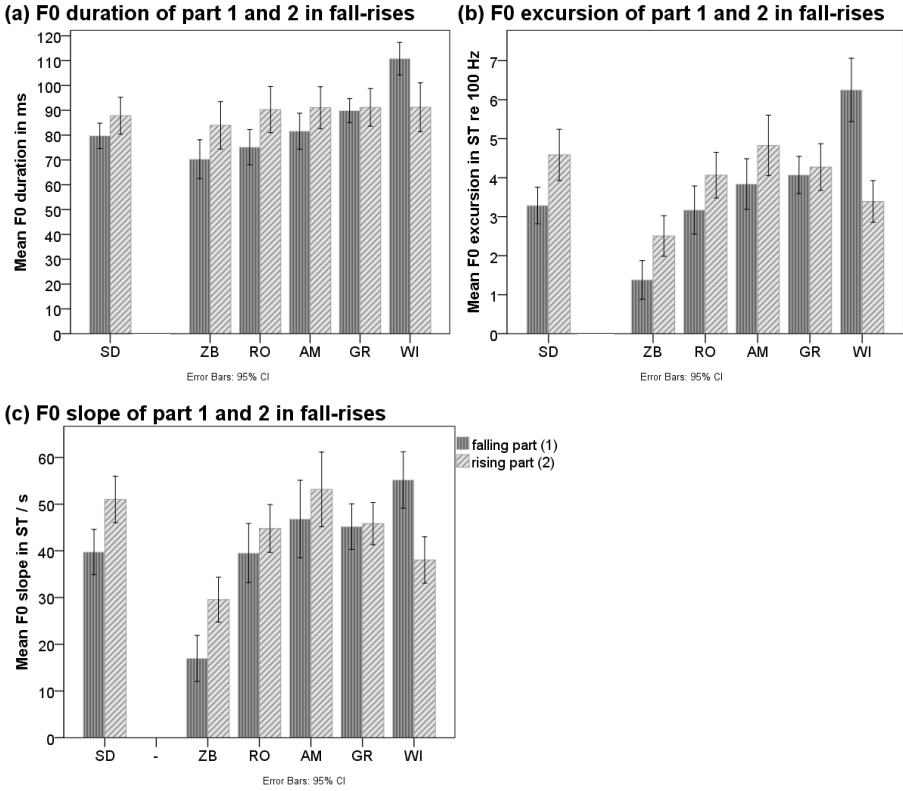 (a) F0 duration of part 1 and 2 in fall-rises
Mean F0 duration in ms
120
110
100
90
80
70
60
50
40
30
20
10
0
SD ZB RO AM GR WI
Error Bars: 95% CI
(b) F0 excursion of part 1 and 2 in fall-rises
Mean F0 excursion in ST re 100 Hz
7
6
5
4
3
2
1
0
SD ZB RO AM GR WI
Error Bars: 95% CI
(c) F0 slope of part 1 and 2 in fall-rises
Mean F0 slope in ST / s
60
50
40
30
20
10
0
SD - ZB RO AM GR WI
Error Bars: 95% CI
falling part (1)
rising part (2)